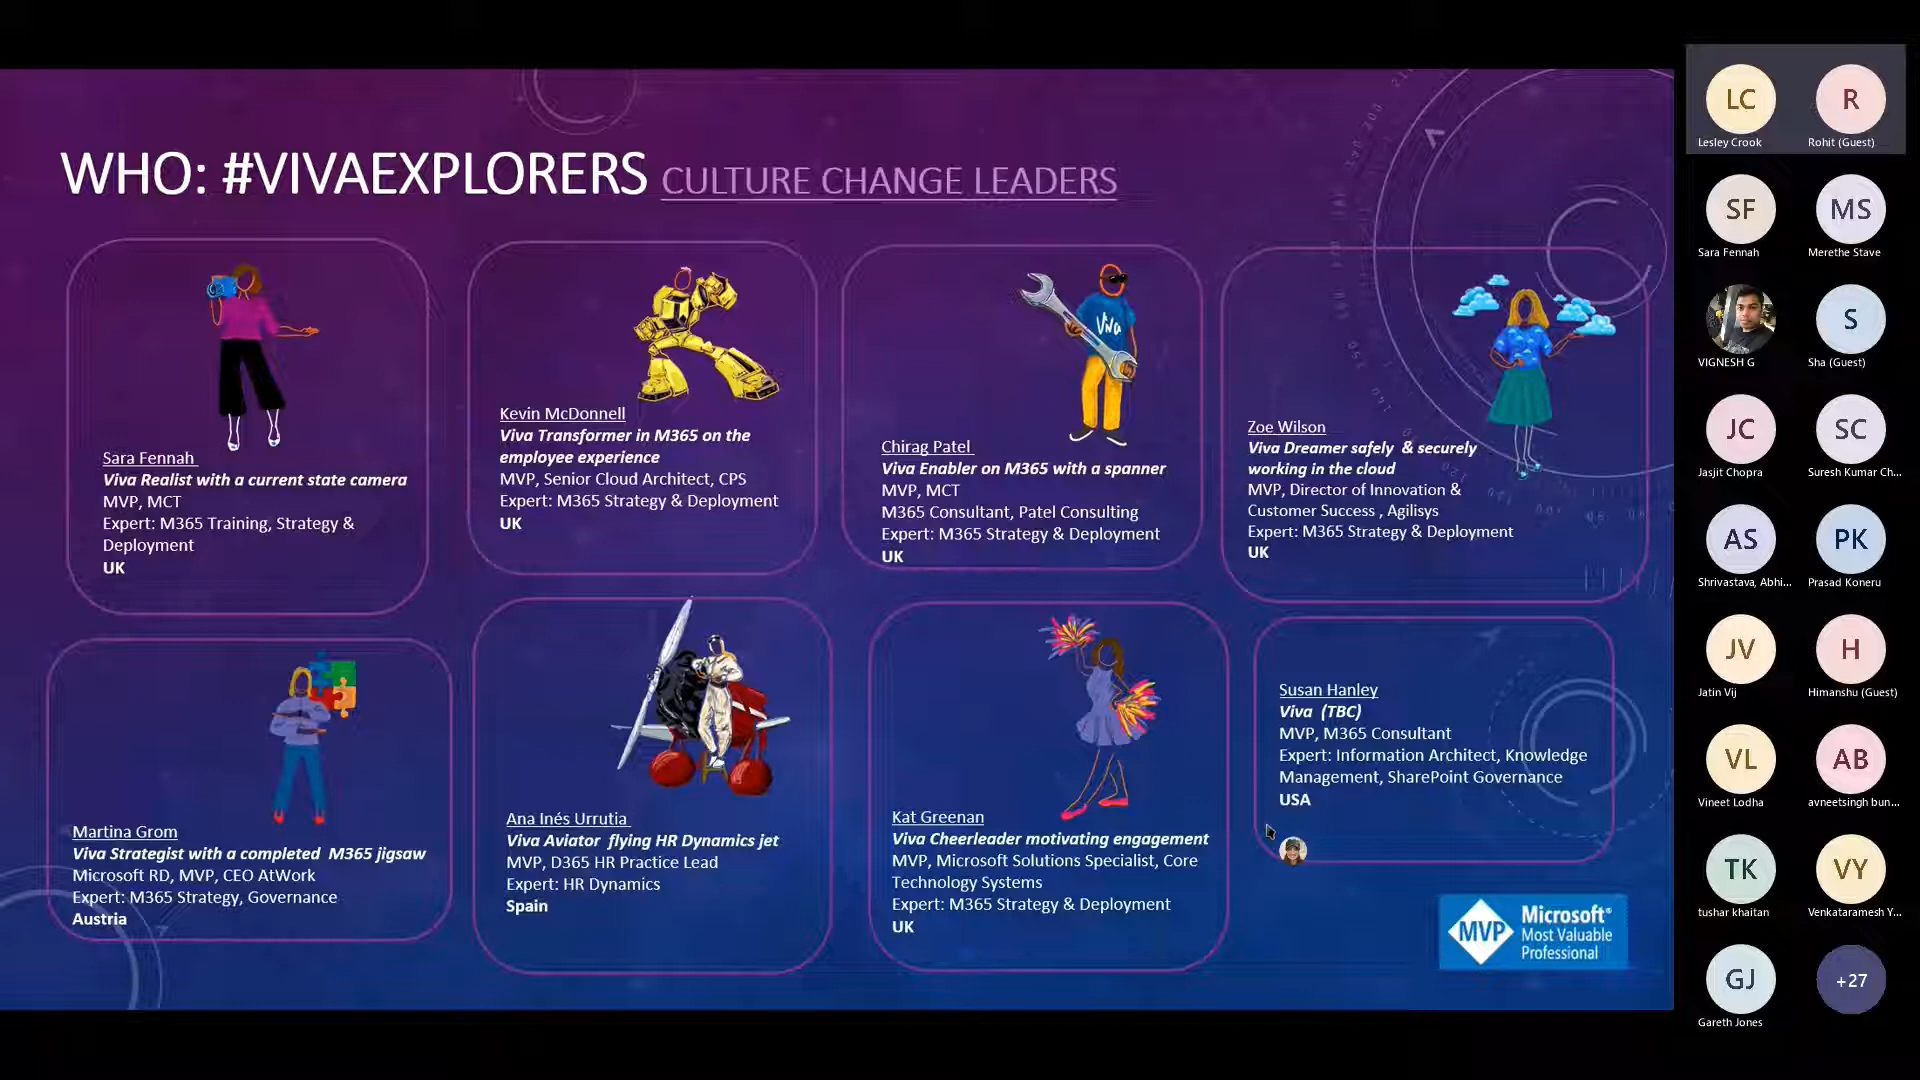 WHO: #VIVAEXPLORERS CULTURE CHANGE LEADERS
Sara Fennah
Viva Realist with a current state camera
MVP, MCT
Expert: M365 Training, Strategy &
Deployment
UK
Kevin McDonnell
Viva Transformer in M365 on the
employee experience
MVP, Senior Cloud Architect, CPS
Expert: M365 Strategy & Deployment
UK
Viva
Chirag Patel
Viva Enabler on M365 with a spanner
MVP, MCT
M365 Consultant, Patel Consulting
Expert: M365 Strategy & Deployment
UK
Zoe Wilson
Viva Dreamer safely & securely
working in the cloud
MVP, Director of Innovation &
Customer Success , Agilisys
Expert: M365 Strategy & Deployment
UK
Martina Grom
Viva Strategist with a completed M365 jigsaw
Microsoft RD, MVP, CEO AtWork
Expert: M365 Strategy, Governance
Austria
Ana Inés Urrutia
Viva Aviator flying HR Dynamics jet
MVP, D365 HR Practice Lead
Expert: HR Dynamics
Spain
Kat Greenan
Viva Cheerleader motivating engagement
MVP, Microsoft Solutions Specialist, Core
Technology Systems
Expert: M365 Strategy & Deployment
UK
Susan Hanley
Viva (TBC)
MVP, M365 Consultant
Expert: Information Architect, Knowledge
Management, SharePoint Governance
USA
MVP
Microsoft®
Most Valuable
Professional
LC
Lesley Crook
R
Rohit (Guest)
SF
Sara Fennah
MS
Merethe Stave
VIGNESH G
S
Sha (Guest)
JC
Jasjit Chopra
SC
Suresh Kumar Ch...
AS
Shrivastava, Abhi...
PK
Prasad Koneru
JV
Jatin Vij
H
Himanshu (Guest)
VL
Vineet Lodha
AB
avneetsingh bun...
TK
tushar khaitan
VY
Venkataramesh Y...
GJ
Gareth Jones
+27